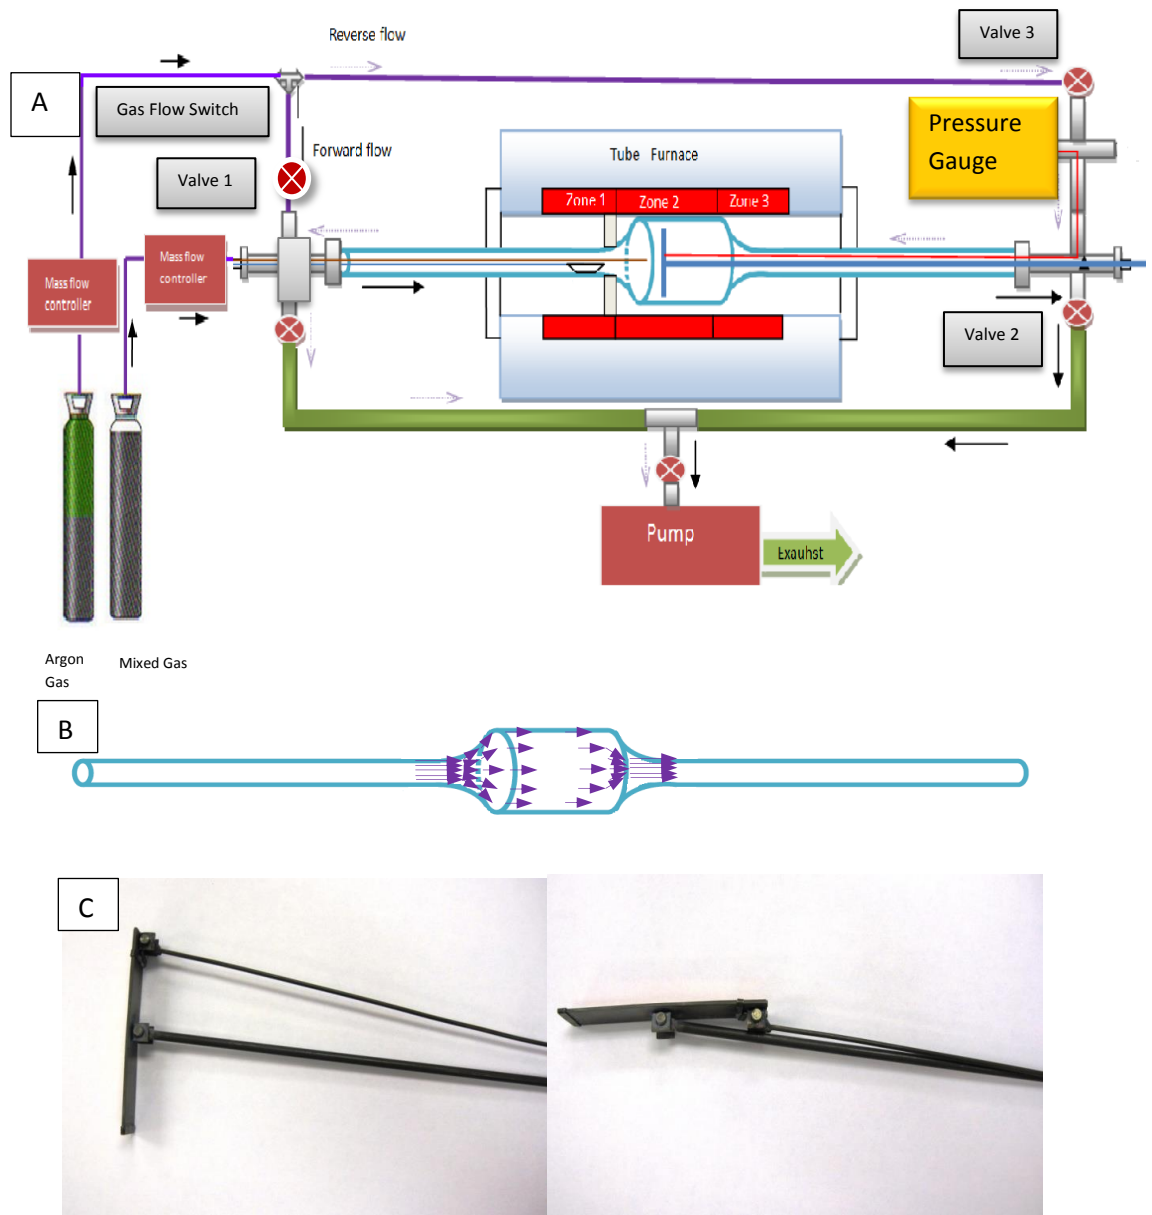 Reverse flow
Valve 3
A
Gas Flow Switch
Pressure
Gauge
Forward flow
Tube Furnace
Valve 1
Zone 1
Zone 2
Zone 3
Mass flow
controller
Mass flow
controller
Valve 2
Pump
Exauhst
Argon
Gas
Mixed Gas
B
C